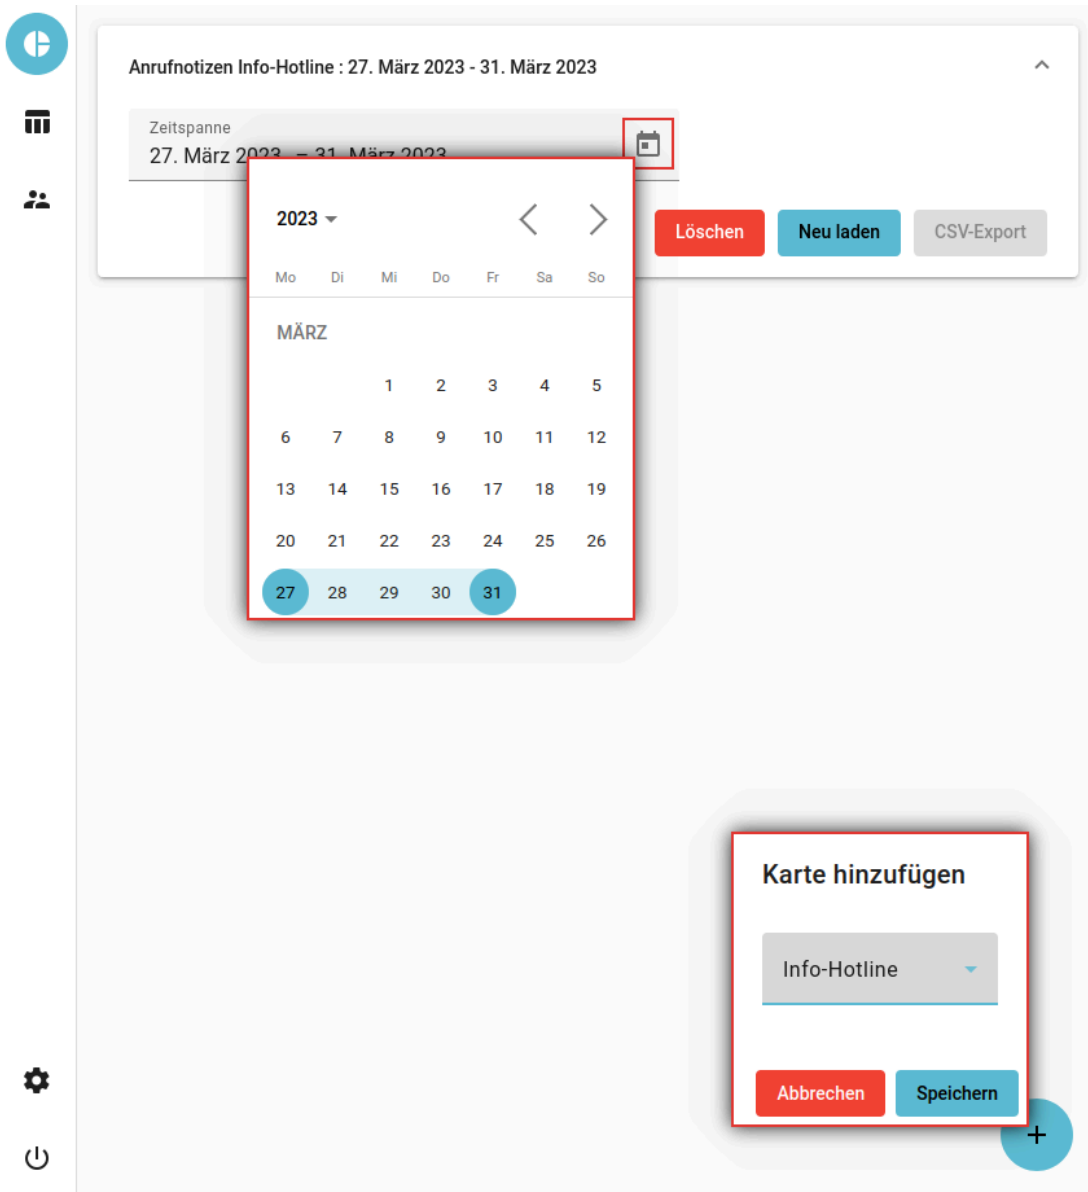 Anrufnotizen Info-Hotline : 27. März 2023 - 31. März 2023
Zeitspanne
27. März 2023 – 31. März 2023
2023
Löschen Neu laden CSV-Export
Mo Di Mi Do Fr Sa So
MÄRZ
1 2 3 4 5
6 7 8 9 10 11 12
13 14 15 16 17 18 19
20 21 22 23 24 25 26
27 28 29 30 31
Karte hinzufügen
Info-Hotline
Abbrechen Speichern